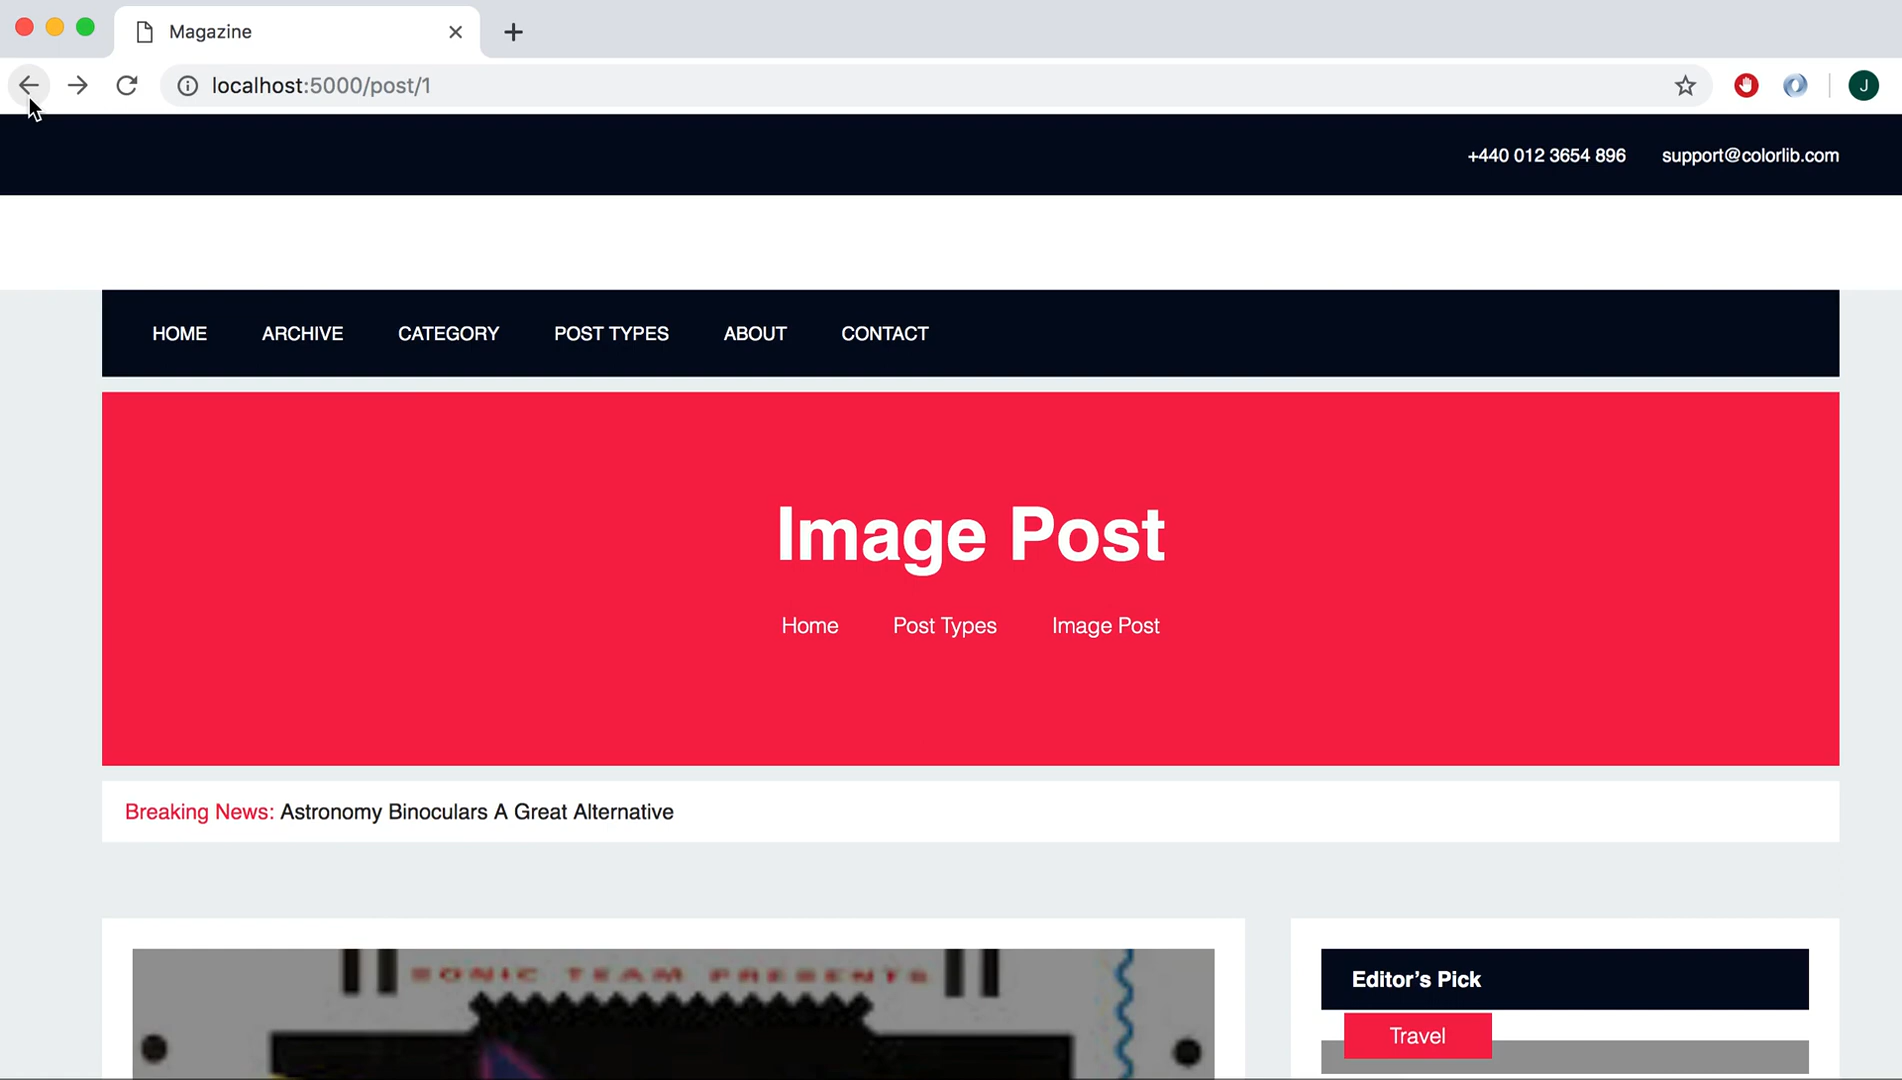 Magazine
localhost:5000/post/1
J
+440 012 3654 896 support@colorlib.com
HOME ARCHIVE CATEGORY POST TYPES ABOUT CONTACT
Image Post
Home Post Types Image Post
Breaking News: Astronomy Binoculars A Great Alternative
SONIC TEAM PRESENTS
Editor’s Pick
Travel